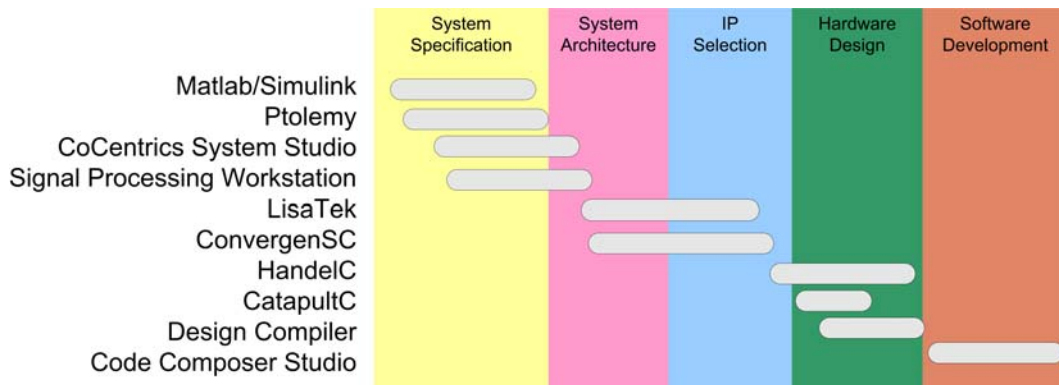 System
Specification
System
Architecture
IP
Selection
Hardware
Design
Software
Development
Matlab/Simulink
Ptolemy
CoCentrics System Studio
Signal Processing Workstation
LisaTek
ConvergenSC
HandelC
CatapultC
Design Compiler
Code Composer Studio